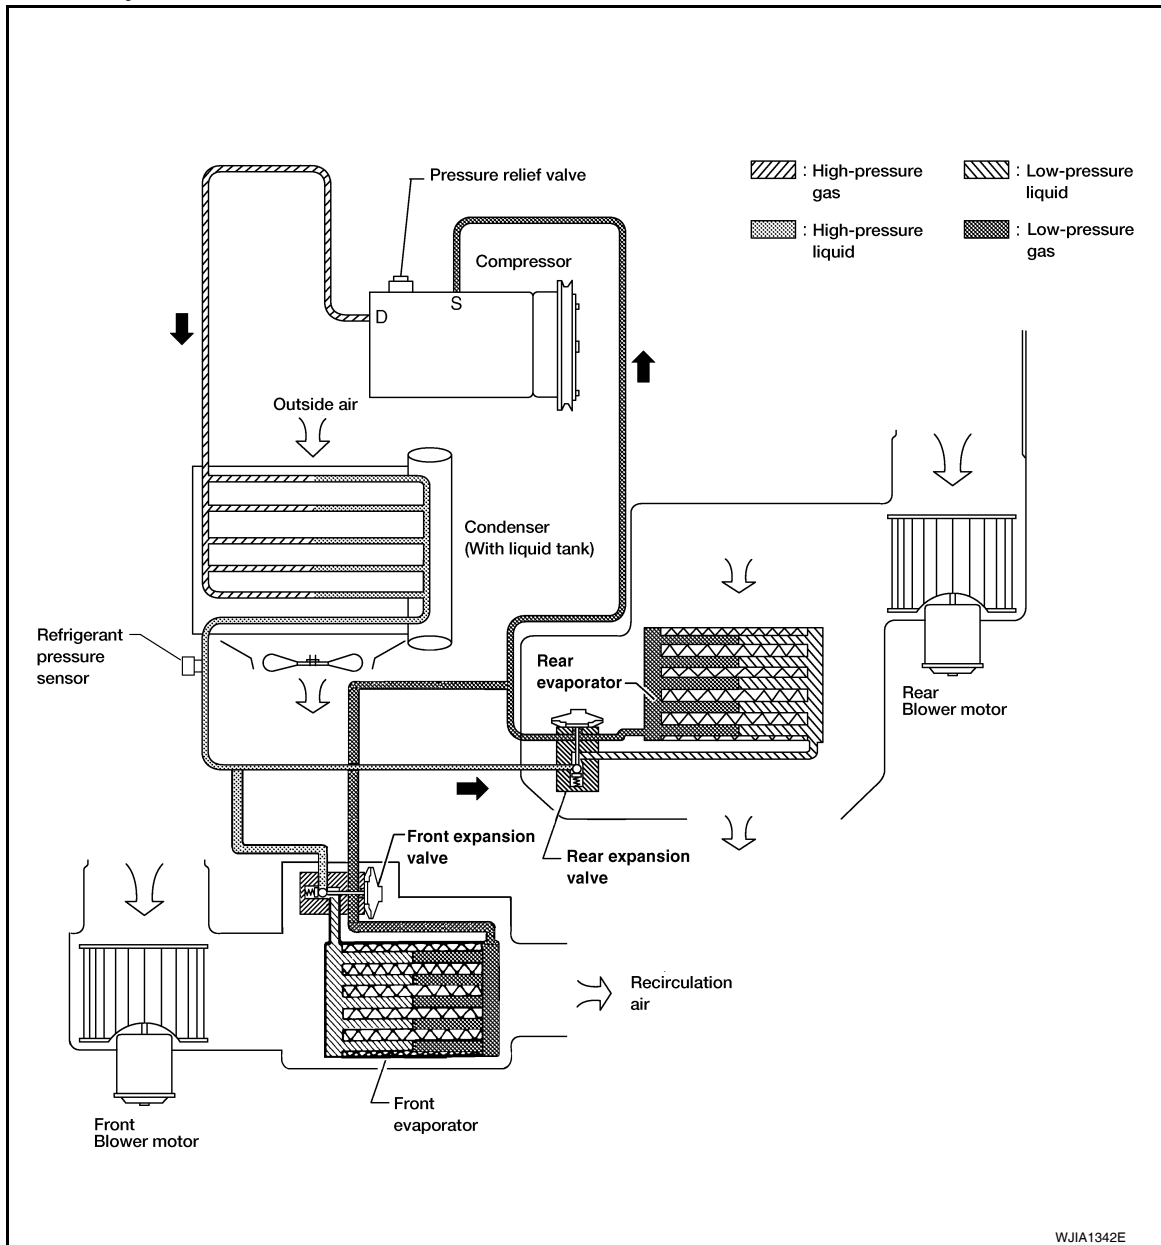 Pressure relief valve
: High-pressure
gas
: Low-pressure
liquid
: High-pressure
liquid
: Low-pressure
gas
Compressor
S
D
Outside air
Condenser
(With liquid tank)
Refrigerant
pressure
sensor
Rear
evaporator
Rear
Blower motor
Front expansion
valve
Rear expansion
valve
Recirculation
air
Front
evaporator
Front
Blower motor
WJIA1342E